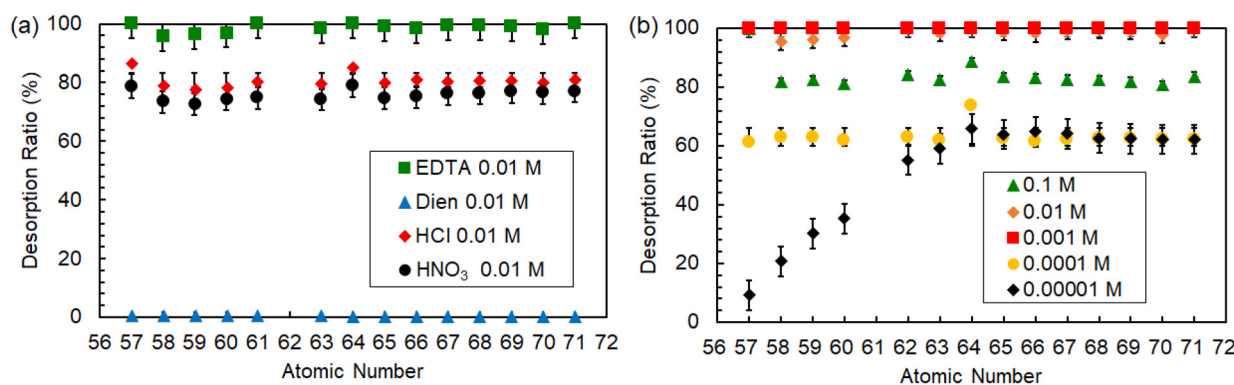 (a)
Desorption Ratio (%)
100
80
60
40
20
0
EDTA 0.01 M
Dien 0.01 M
HCl 0.01 M
HNO₃ 0.01 M
56 57 58 59 60 61 62 63 64 65 66 67 68 69 70 71 72
Atomic Number
(b)
Desorption Ratio (%)
100
80
60
40
20
0
0.1 M
0.01 M
0.001 M
0.0001 M
0.00001 M
56 57 58 59 60 61 62 63 64 65 66 67 68 69 70 71 72
Atomic Number